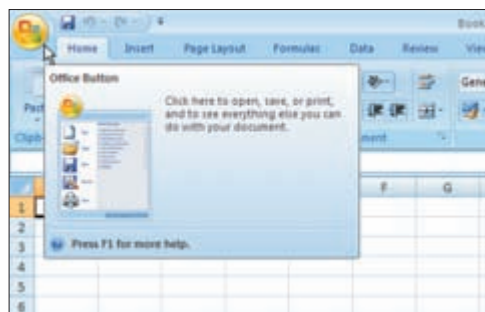 Book
Home Insert Page Layout Formulas Data Review View
Office Button
Click here to open, save, or print,
and to see everything else you can
do with your document.
Press F1 for more help.
Past
Gene
Clipb
ment
F G
1
2
3
4
5
6